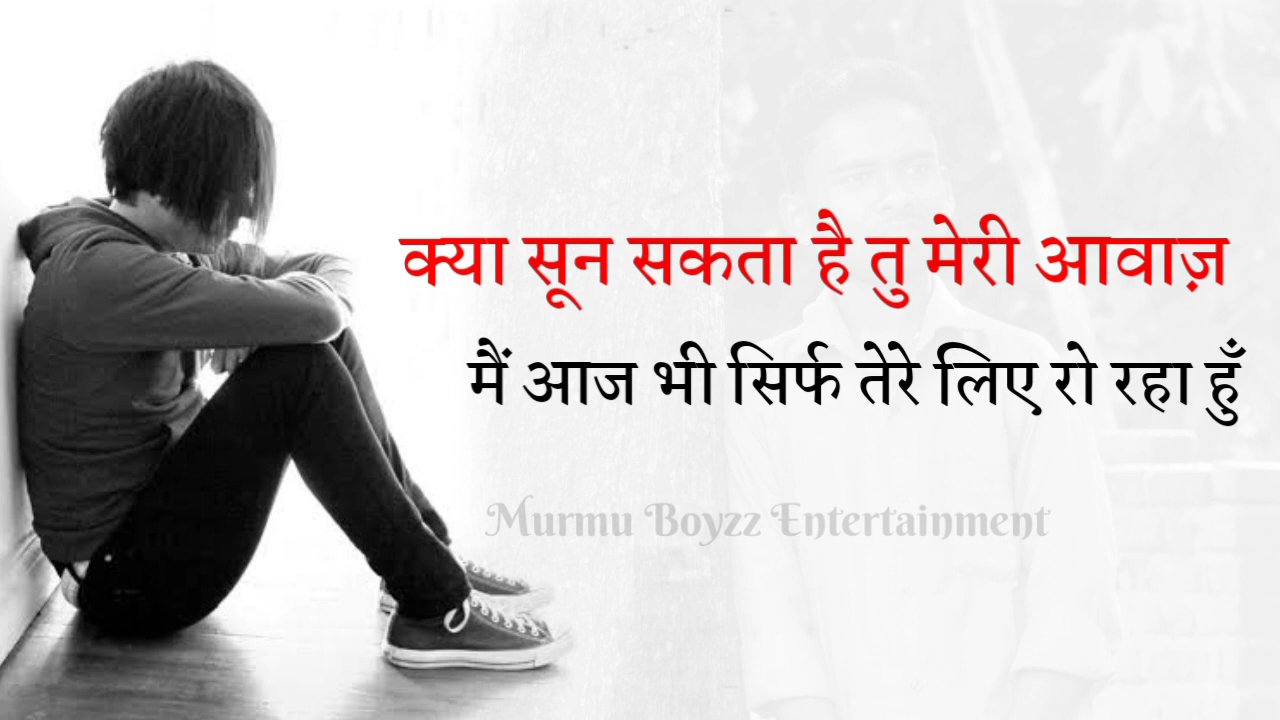 क्या सून सकता है तु मेरी आवाज़
मैं आज भी सिर्फ तेरे लिए रो रहा हुँ
Murmu Boyzz Entertainment